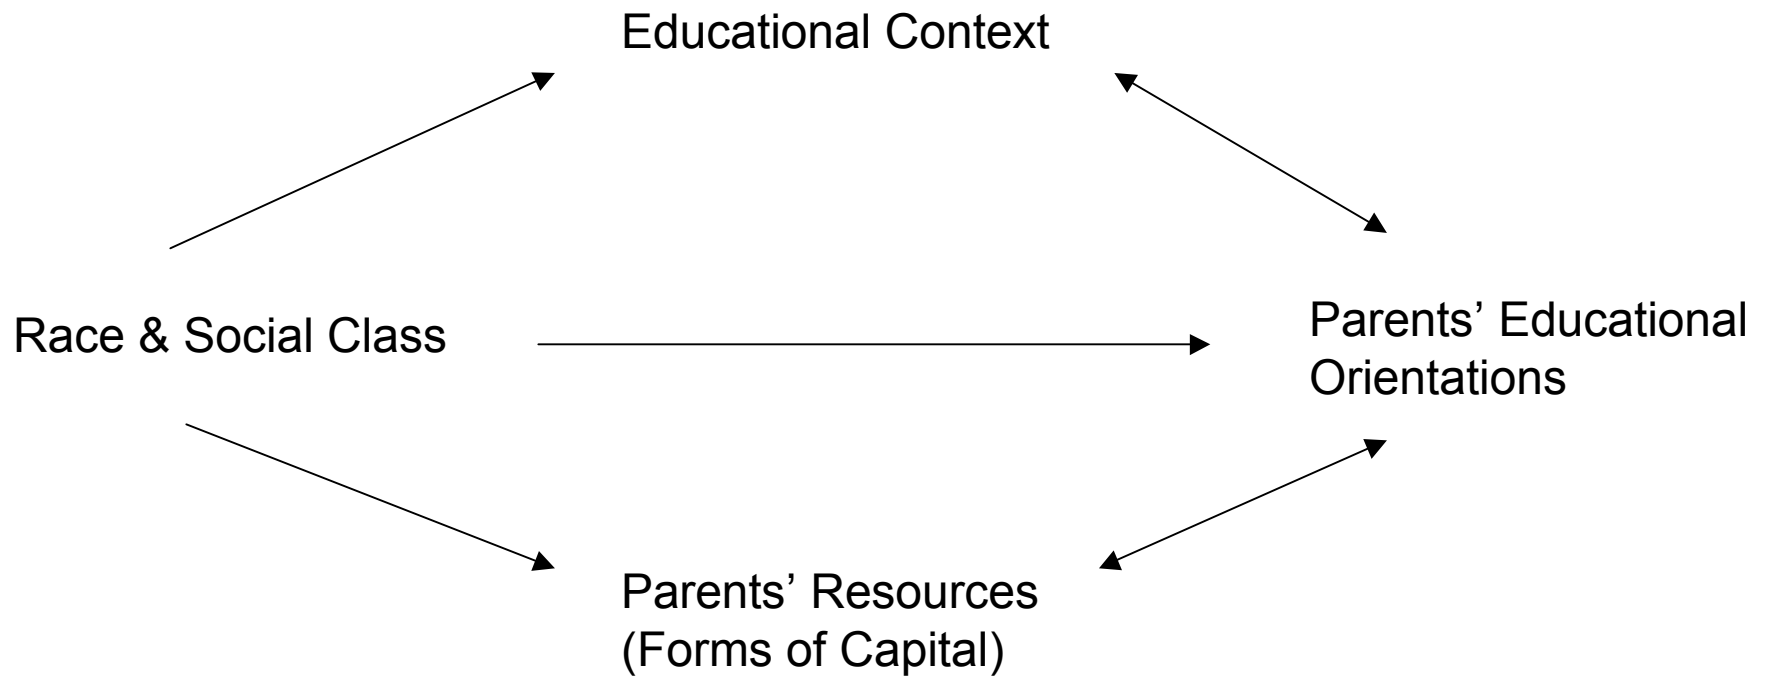 Educational Context
Race & Social Class
Parents’ Educational
Orientations
Parents’ Resources
(Forms of Capital)